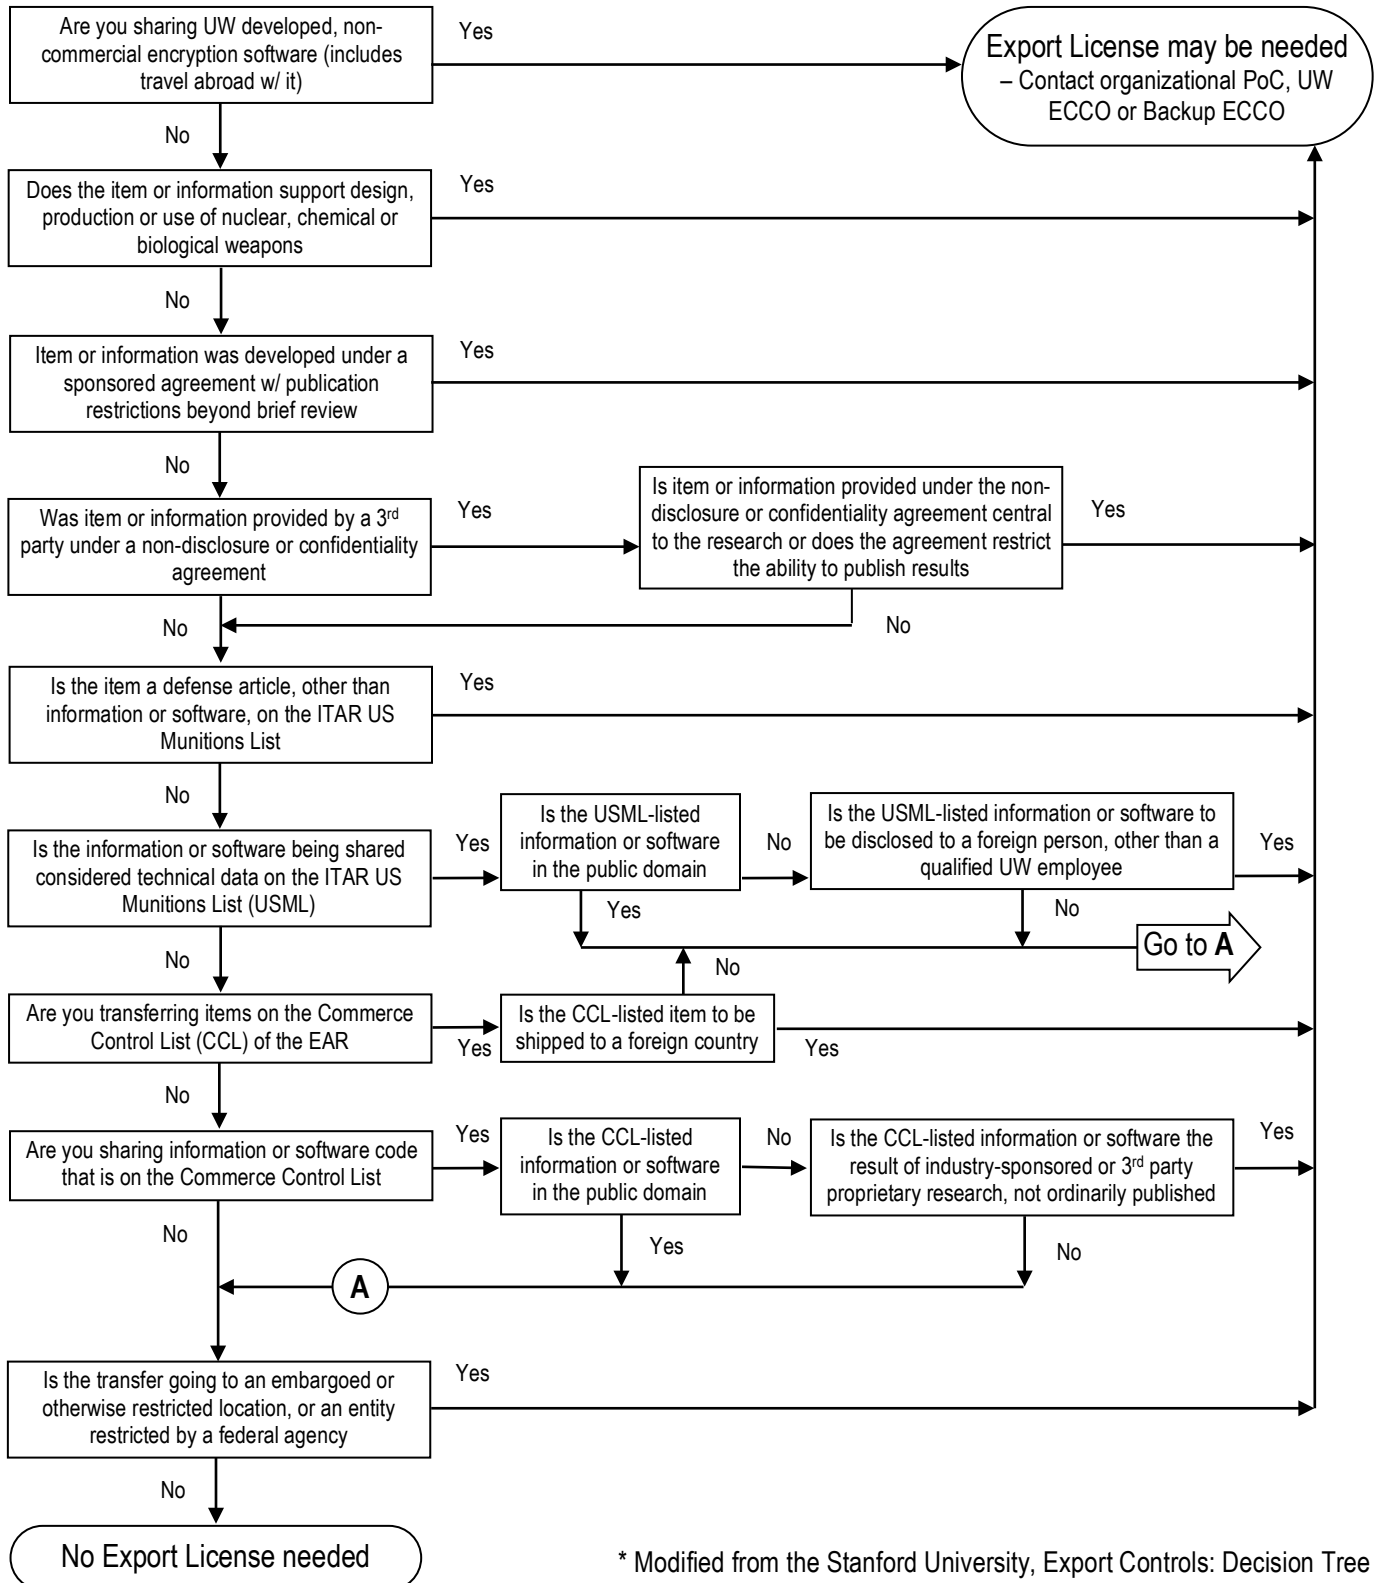 Are you sharing UW developed, non-
commercial encryption software (includes
travel abroad w/ it)
Yes
Export License may be needed
– Contact organizational PoC, UW
ECCO or Backup ECCO
No
Does the item or information support design,
production or use of nuclear, chemical or
biological weapons
Yes
No
Item or information was developed under a
sponsored agreement w/ publication
restrictions beyond brief review
Yes
No
Was item or information provided by a 3rd
party under a non-disclosure or confidentiality
agreement
Yes
Is item or information provided under the non-
disclosure or confidentiality agreement central
to the research or does the agreement restrict
the ability to publish results
Yes
No
No
Is the item a defense article, other than
information or software, on the ITAR US
Munitions List
Yes
No
Is the information or software being shared
considered technical data on the ITAR US
Munitions List (USML)
Yes
Is the USML-listed
information or software
in the public domain
No
Is the USML-listed information or software to
be disclosed to a foreign person, other than a
qualified UW employee
Yes
Yes
No
Go to A
No
No
Are you transferring items on the Commerce
Control List (CCL) of the EAR
Yes
Is the CCL-listed item to be
shipped to a foreign country
Yes
No
Are you sharing information or software code
that is on the Commerce Control List
Yes
Is the CCL-listed
information or software
in the public domain
No
Is the CCL-listed information or software the
result of industry-sponsored or 3rd party
proprietary research, not ordinarily published
Yes
No
Yes
No
A
Is the transfer going to an embargoed or
otherwise restricted location, or an entity
restricted by a federal agency
Yes
No
No Export License needed
* Modified from the Stanford University, Export Controls: Decision Tree